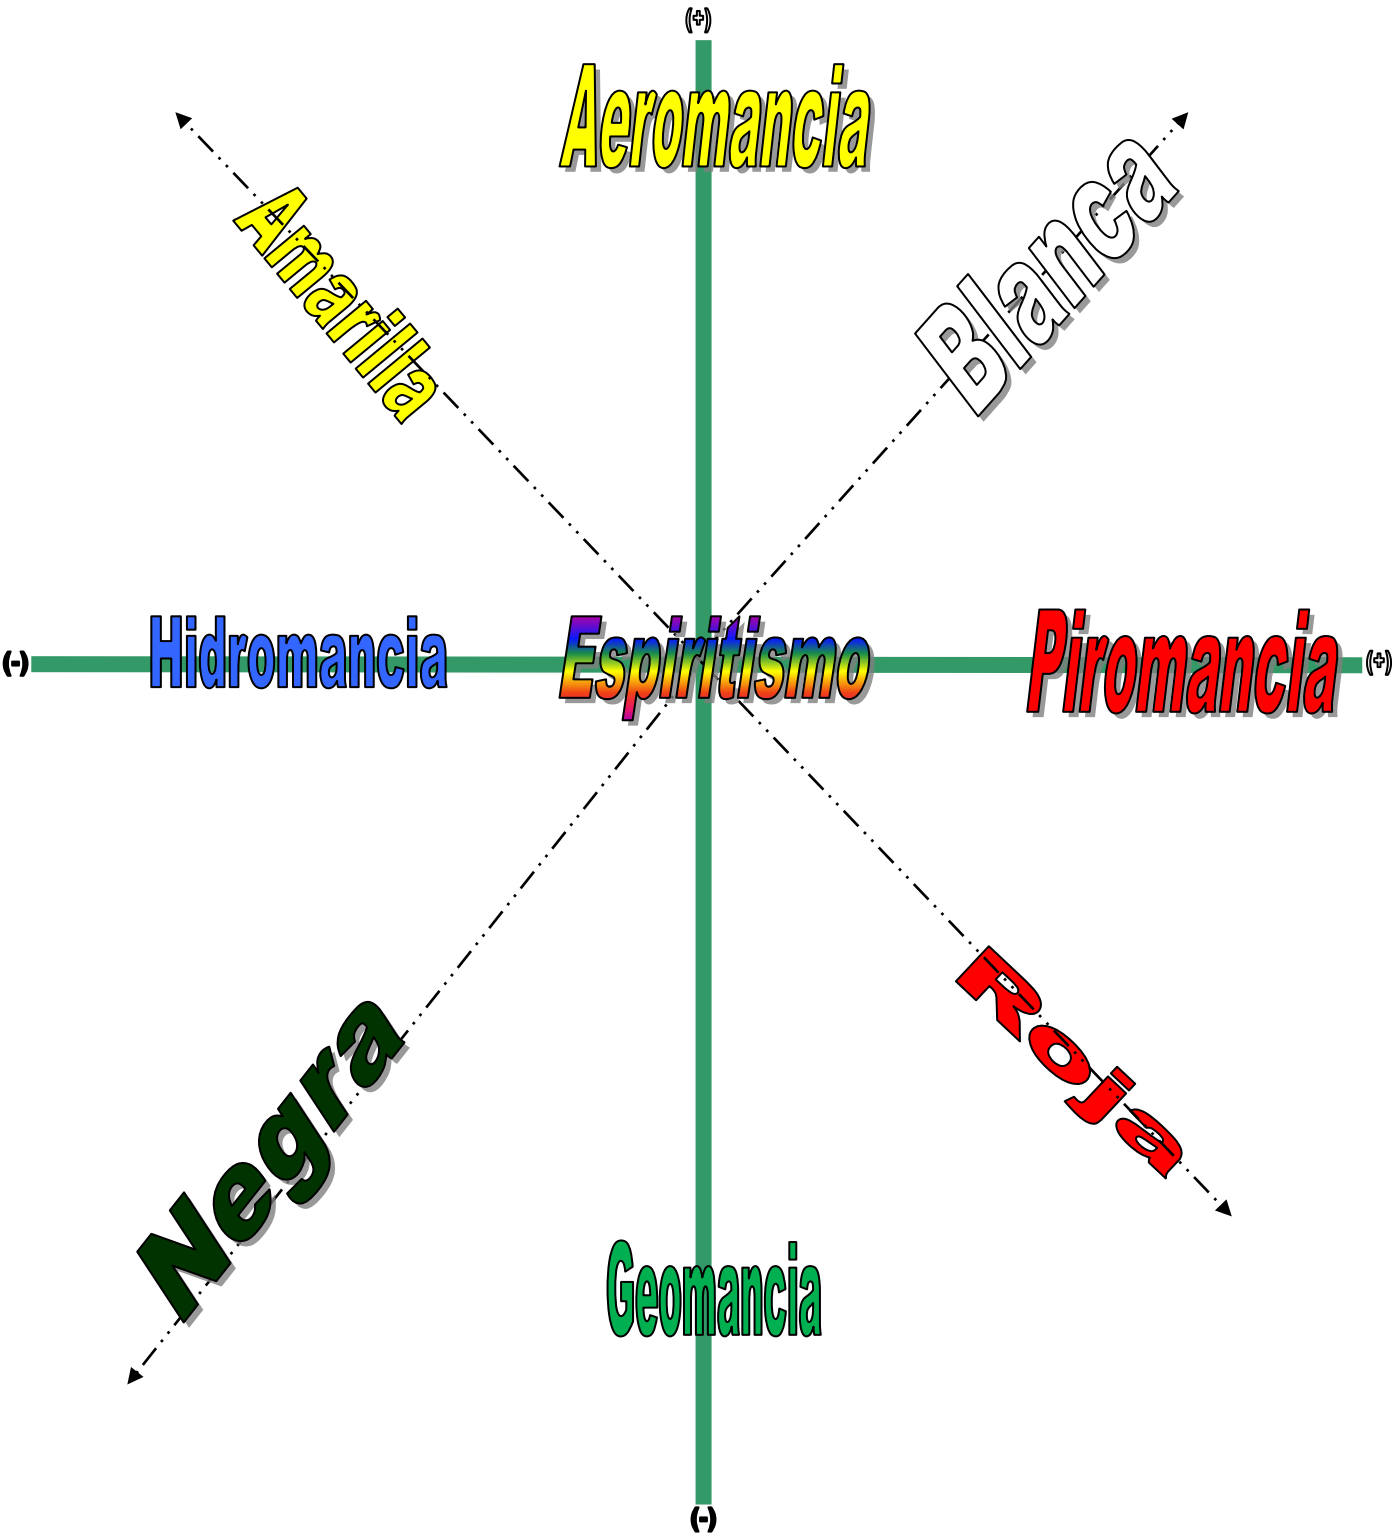 (+)
Aeromancia
Amarilla
Blanca
(-)
Hidromancia
Espiritismo
Piromancia
(+)
Negra
Roja
Geomancia
(-)